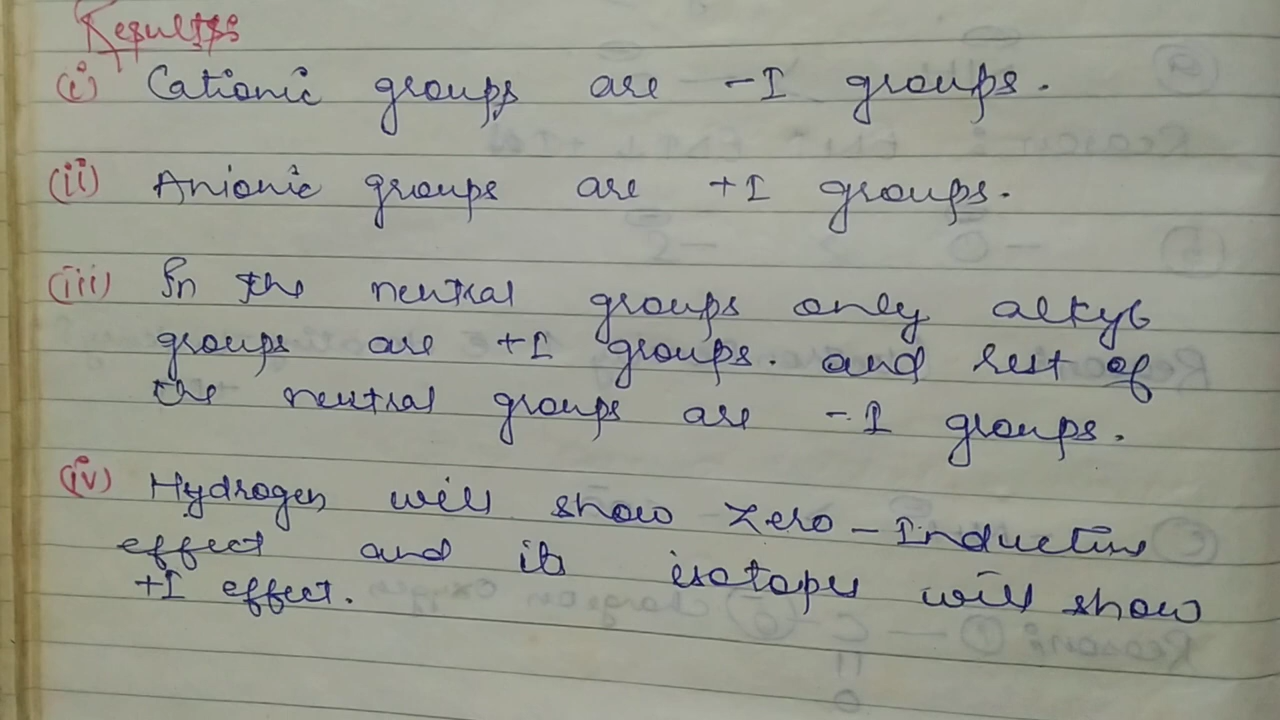 Results
(i) Cationic groups are -I groups.
(ii) Anionic groups are +I groups.
(iii) In the neutral groups only alkyl
groups are +I groups. and rest of
the neutral groups are -I groups.
(iv) Hydrogen will show zero-Inductive
effect and its isotopes will show
+I effect.